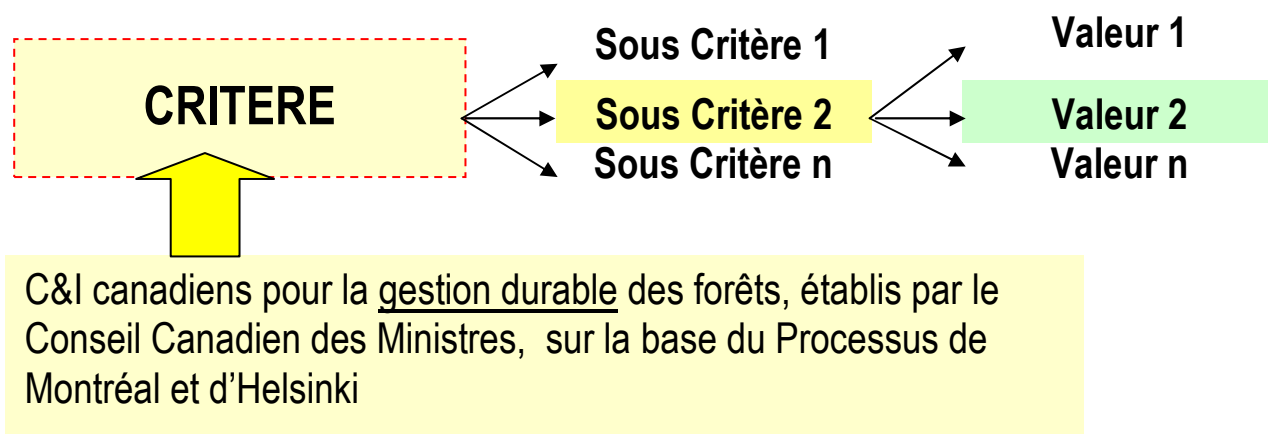 CRITERE
Sous Critère 1
Sous Critère 2
Sous Critère n
Valeur 1
Valeur 2
Valeur n
C&I canadiens pour la gestion durable des forêts, établis par le
Conseil Canadien des Ministres, sur la base du Processus de
Montréal et d’Helsinki